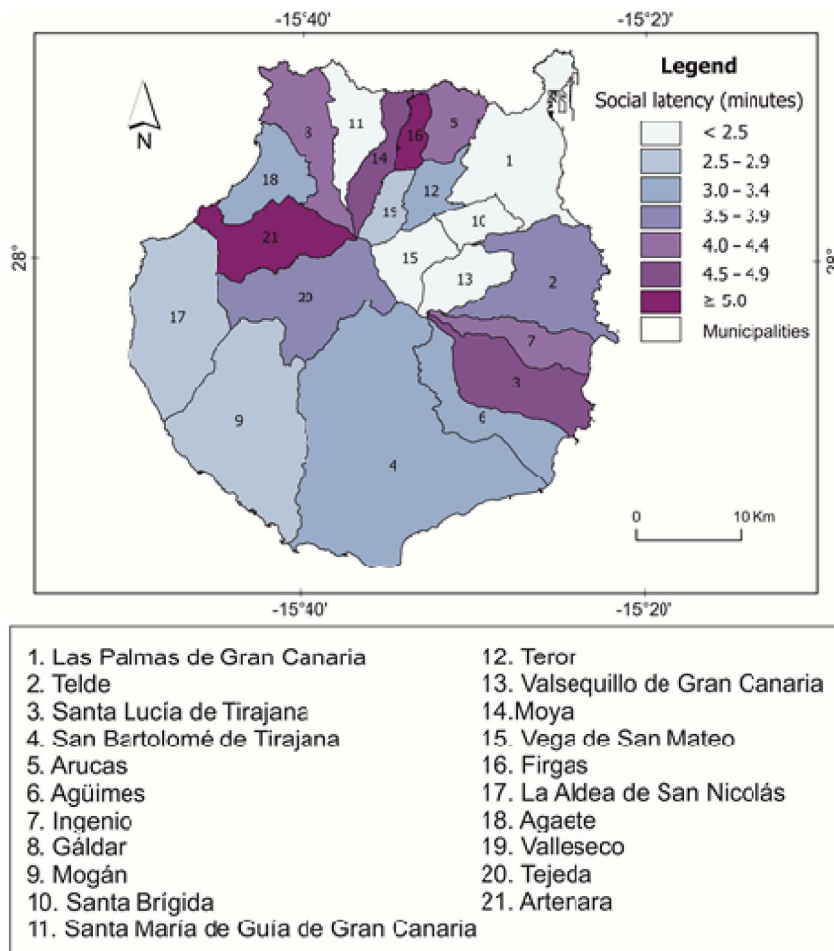 -15°40' -15°20'
Legend
Social latency (minutes)
< 2.5
2.5 – 2.9
3.0 – 3.4
3.5 – 3.9
4.0 – 4.4
4.5 – 4.9
≥ 5.0
Municipalities
N
8
11
14
16
5
1
18
12
19
10
21
15
13
2
28° 28°
20
17
7
3
9
6
4
0 10 Km
-15°40' -15°20'
1. Las Palmas de Gran Canaria
2. Telde
3. Santa Lucía de Tirajana
4. San Bartolomé de Tirajana
5. Arucas
6. Agüimes
7. Ingenio
8. Gáldar
9. Mogán
10. Santa Brígida
11. Santa María de Guía de Gran Canaria
12. Teror
13. Valsequillo de Gran Canaria
14.Moya
15. Vega de San Mateo
16. Firgas
17. La Aldea de San Nicolás
18. Agaete
19. Valleseco
20. Tejeda
21. Artenara